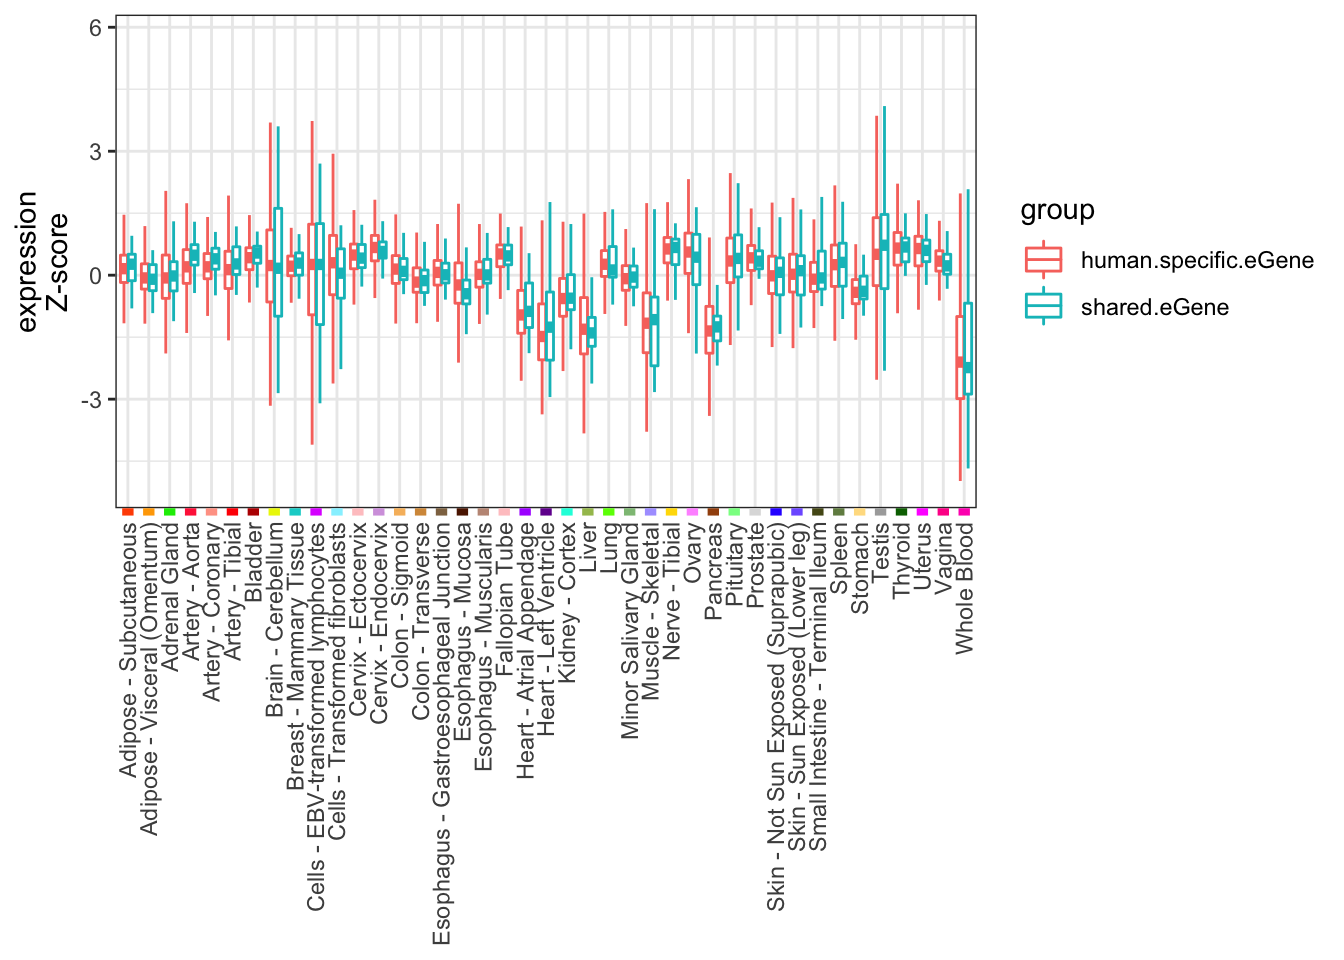 expression
Z-score
6
3
0
-3
Adipose - Subcutaneous
Adipose - Visceral (Omentum)
Adrenal Gland
Artery - Aorta
Artery - Coronary
Artery - Tibial
Bladder
Brain - Cerebellum
Breast - Mammary Tissue
Cells - EBV-transformed lymphocytes
Cells - Transformed fibroblasts
Cervix - Ectocervix
Cervix - Endocervix
Colon - Sigmoid
Colon - Transverse
Esophagus - Gastroesophageal Junction
Esophagus - Mucosa
Esophagus - Muscularis
Fallopian Tube
Heart - Atrial Appendage
Heart - Left Ventricle
Kidney - Cortex
Liver
Lung
Minor Salivary Gland
Muscle - Skeletal
Nerve - Tibial
Ovary
Pancreas
Pituitary
Prostate
Skin - Not Sun Exposed (Suprapubic)
Skin - Sun Exposed (Lower leg)
Small Intestine - Terminal Ileum
Spleen
Stomach
Testis
Thyroid
Uterus
Vagina
Whole Blood
group
human.specific.eGene
shared.eGene